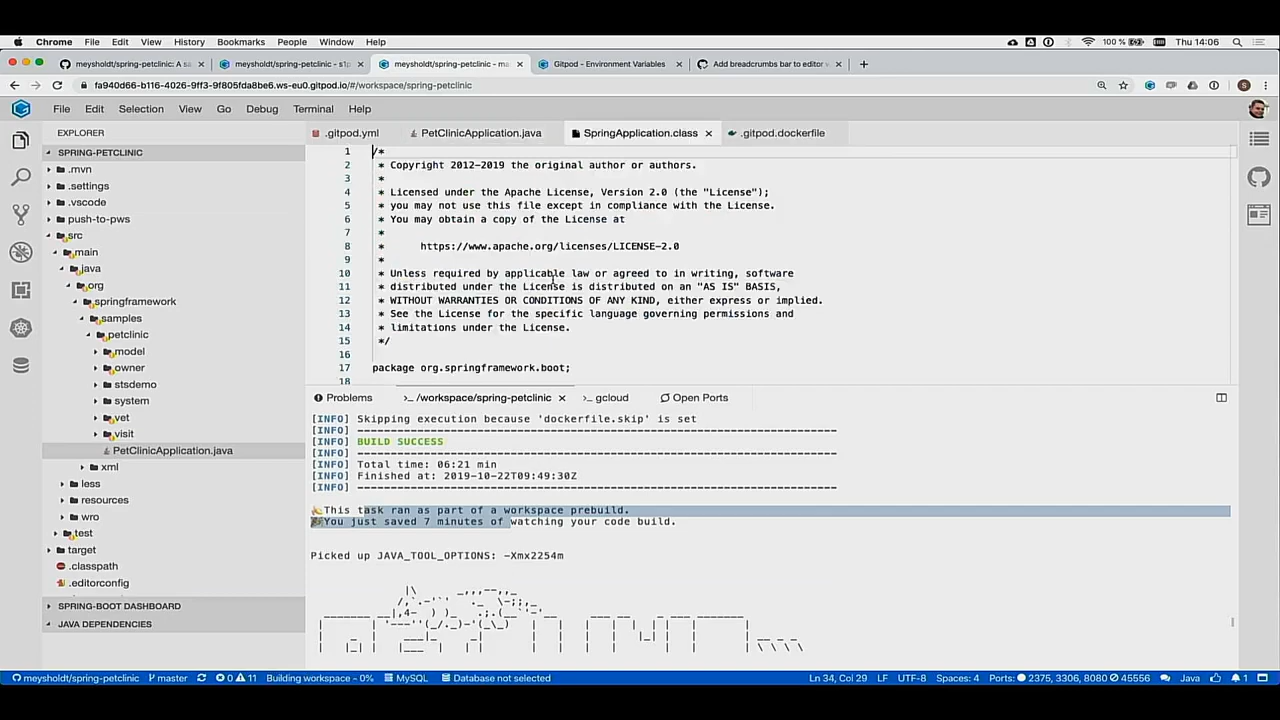 Chrome File Edit View History Bookmarks People Window Help 100 % Thu 14:06
meysholdt/spring-petclinic: A sa meysholdt/spring-petclinic - s1p meysholdt/spring-petclinic - ma Gitpod - Environment Variables Add breadcrumbs bar to editor w
fa940d66-b116-4026-9ff3-9f805fda8be6.ws-eu0.gitpod.io/#/workspace/spring-petclinic
File Edit Selection View Go Debug Terminal Help
EXPLORER
SPRING-PETCLINIC
.mvn
.settings
.vscode
push-to-pws
src
main
java
org
springframework
samples
petclinic
model
owner
stsdemo
system
vet
visit
PetClinicApplication.java
xml
less
resources
wro
test
target
.classpath
.editorconfig
SPRING-BOOT DASHBOARD
JAVA DEPENDENCIES
.gitpod.yml PetClinicApplication.java SpringApplication.class .gitpod.dockerfile
1 /*
2 * Copyright 2012-2019 the original author or authors.
3 *
4 * Licensed under the Apache License, Version 2.0 (the "License");
5 * you may not use this file except in compliance with the License.
6 * You may obtain a copy of the License at
7 *
8 * https://www.apache.org/licenses/LICENSE-2.0
9 *
10 * Unless required by applicable law or agreed to in writing, software
11 * distributed under the License is distributed on an "AS IS" BASIS,
12 * WITHOUT WARRANTIES OR CONDITIONS OF ANY KIND, either express or implied.
13 * See the License for the specific language governing permissions and
14 * limitations under the License.
15 */
16
17 package org.springframework.boot;
18
Problems /workspace/spring-petclinic gcloud Open Ports
[INFO] Skipping execution because 'dockerfile.skip' is set
[INFO] ------------------------------------------------------------------------
[INFO] BUILD SUCCESS
[INFO] ------------------------------------------------------------------------
[INFO] Total time: 06:21 min
[INFO] Finished at: 2019-10-22T09:49:30Z
[INFO] ------------------------------------------------------------------------
This task ran as part of a workspace prebuild.
You just saved 7 minutes of watching your code build.
Picked up JAVA_TOOL_OPTIONS: -Xmx2254m
meysholdt/spring-petclinic master 0 11 Building workspace - 0% MySQL Database not selected Ln 34, Col 29 LF UTF-8 Spaces: 4 Ports: 2375, 3306, 8080 45556 Java 1